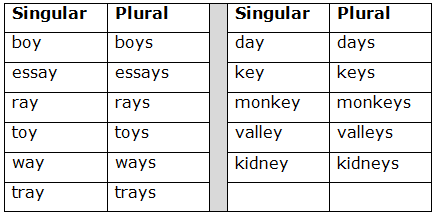 Singular Plural Singular Plural
boy boys day days
essay essays key keys
ray rays monkey monkeys
toy toys valley valleys
way ways kidney kidneys
tray trays